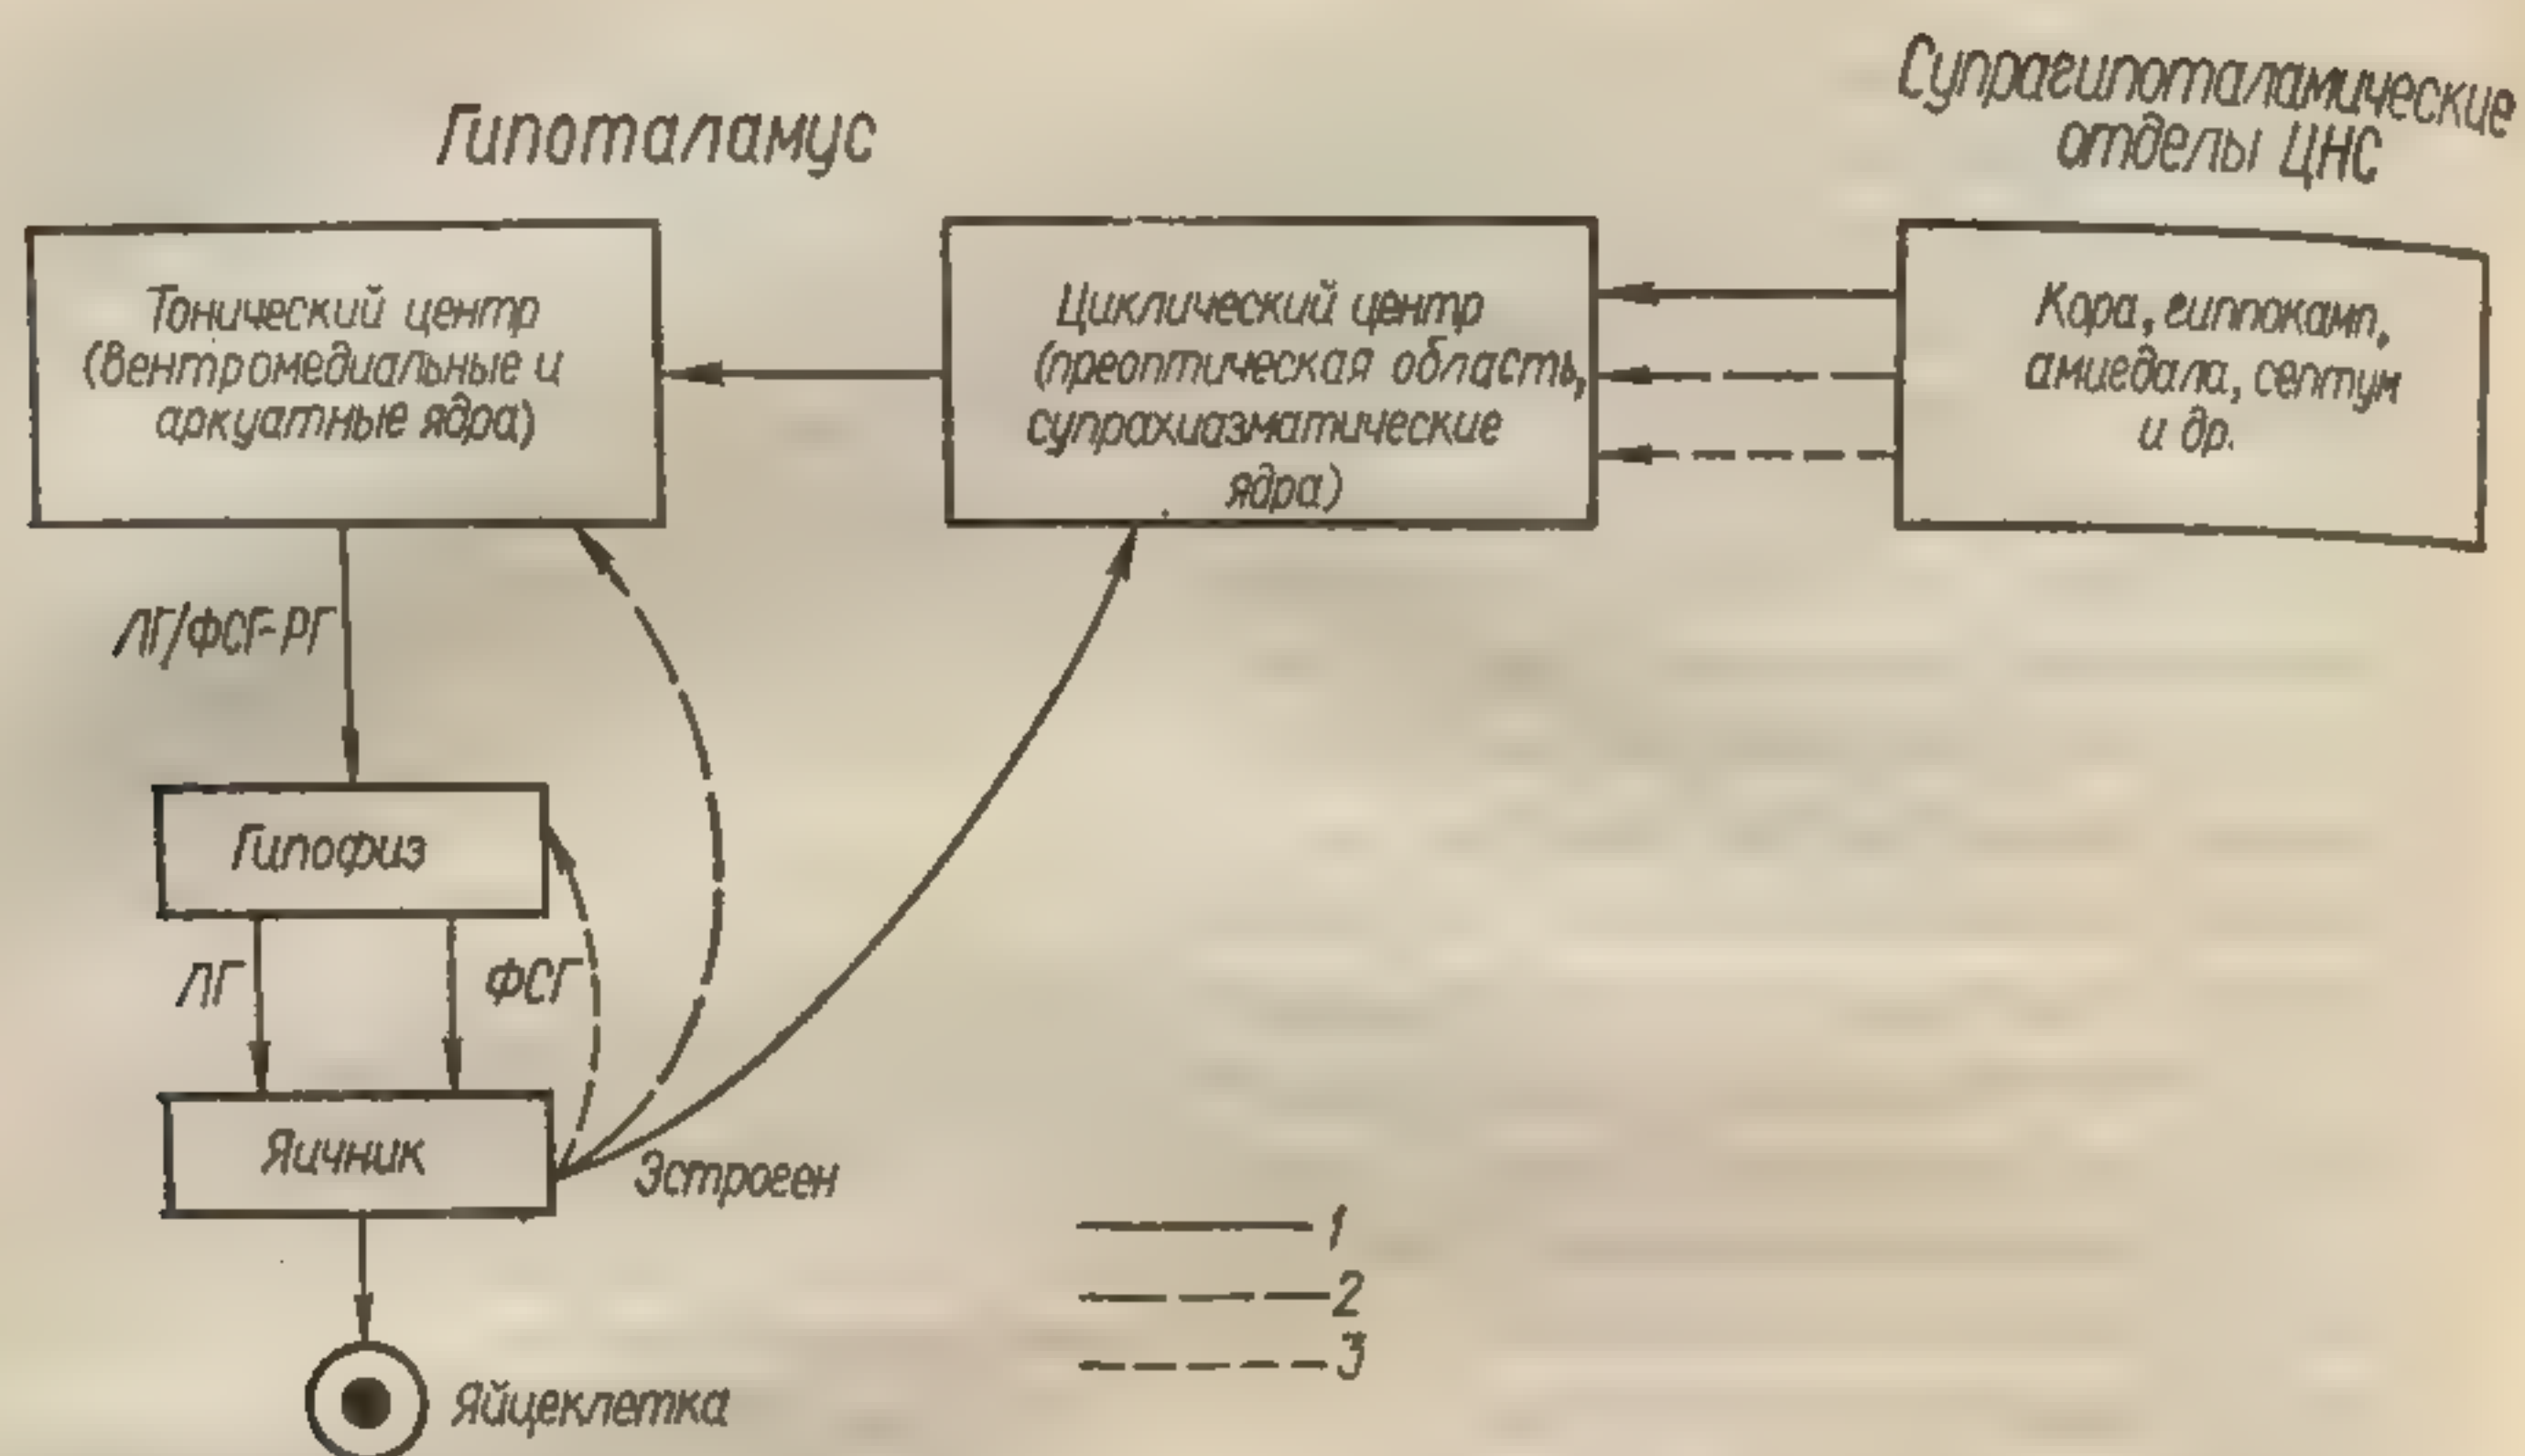 Гипоталамус
Супрагипоталамические
отделы ЦНС
Тонический центр
(вентромедиальные и
аркуатные ядра)
Циклический центр
(преоптическая область,
супрахиазматические
ядра)
Кора, гиппокамп,
амигдала, септум
и др.
ЛГ/ФСГ-РГ
Гипофиз
ЛГ
ФСГ
Яичник
Эстроген
1
2
3
Яйцеклетка